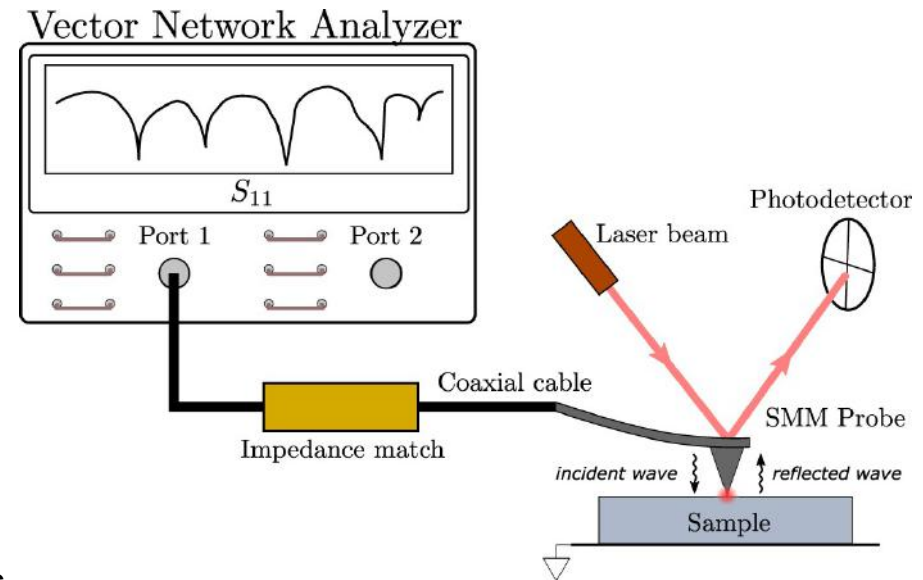 Vector Network Analyzer
S11
Port 1
Port 2
Photodetector
Laser beam
Coaxial cable
SMM Probe
Impedance match
incident wave
reflected wave
Sample